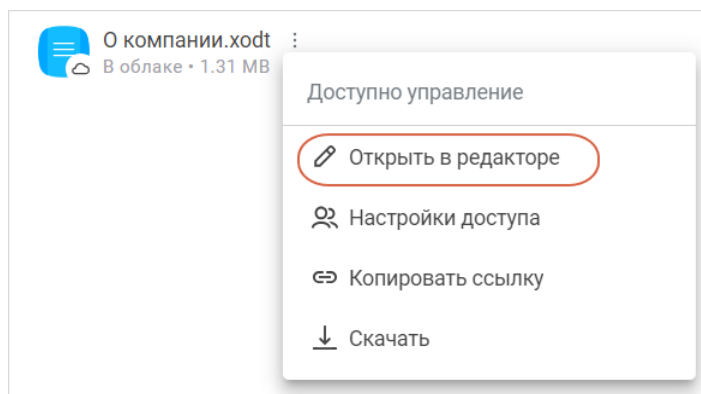 О компании.xodt
В облаке • 1.31 MB
Доступно управление
Открыть в редакторе
Настройки доступа
Копировать ссылку
Скачать